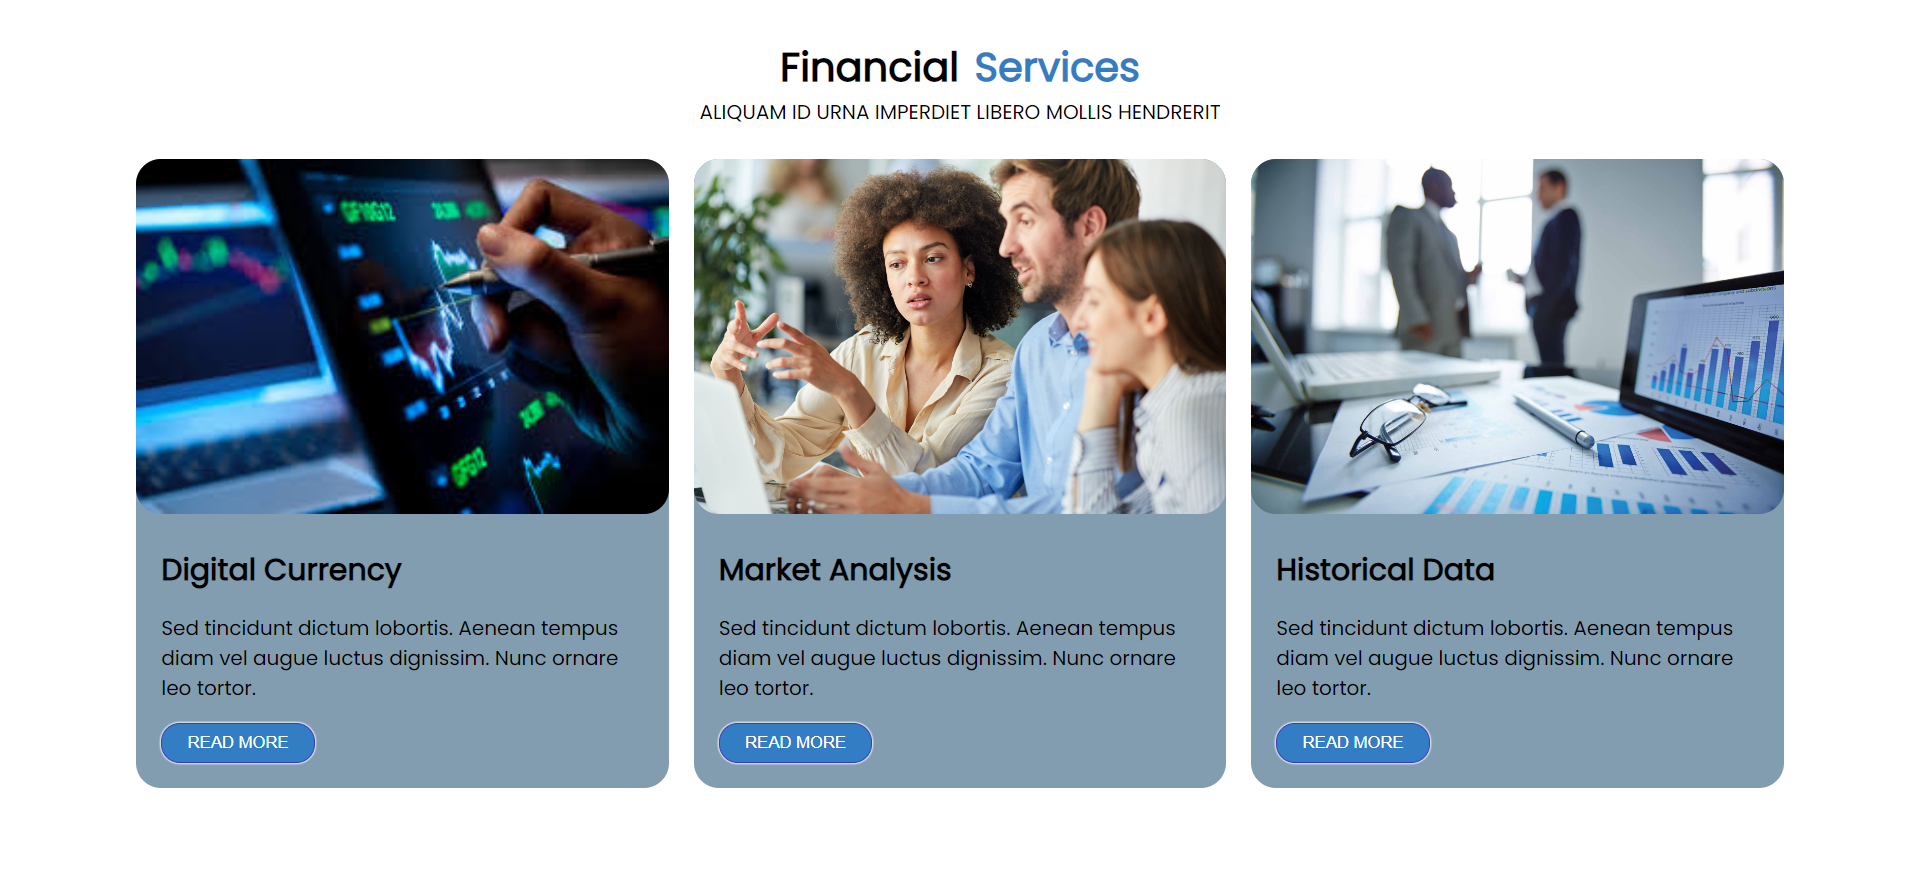 Financial Services
ALIQUAM ID URNA IMPERDIET LIBERO MOLLIS HENDRERIT
Digital Currency
Sed tincidunt dictum lobortis. Aenean tempus
diam vel augue luctus dignissim. Nunc ornare
leo tortor.
READ MORE
Market Analysis
Sed tincidunt dictum lobortis. Aenean tempus
diam vel augue luctus dignissim. Nunc ornare
leo tortor.
READ MORE
Historical Data
Sed tincidunt dictum lobortis. Aenean tempus
diam vel augue luctus dignissim. Nunc ornare
leo tortor.
READ MORE